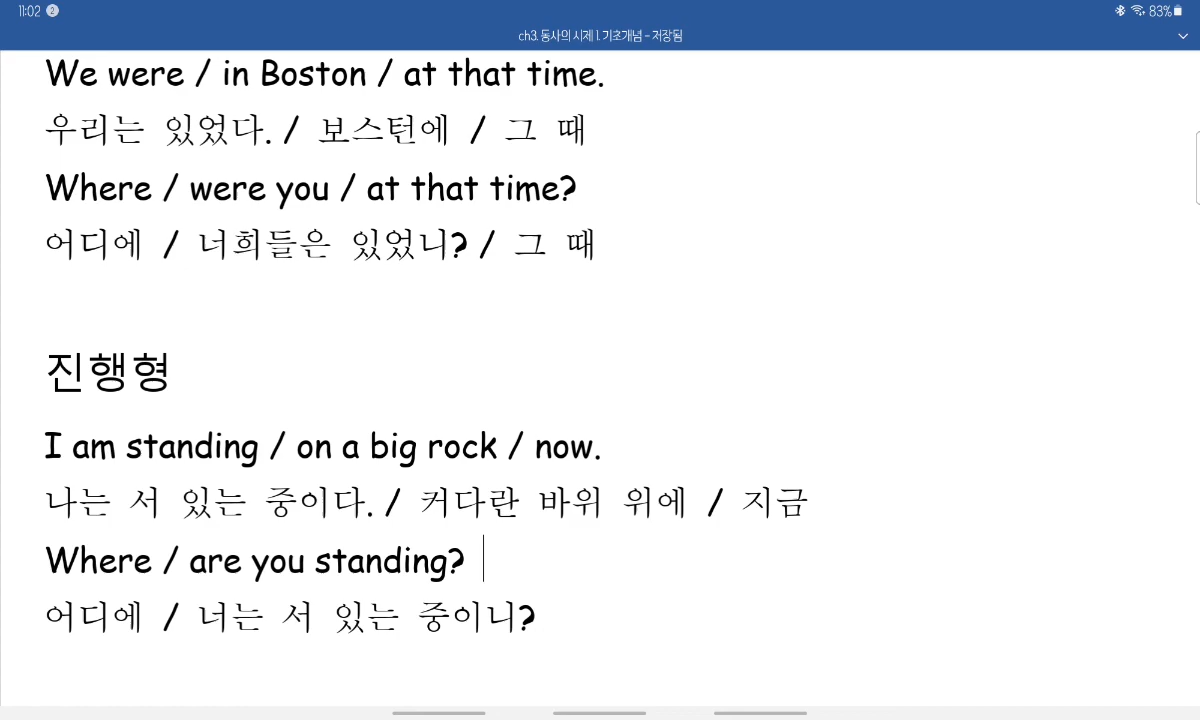 11:02 2 83%
ch3. 동사의 시제 1. 기초개념 - 저장됨
We were / in Boston / at that time.
우리는 있었다. / 보스턴에 / 그 때
Where / were you / at that time?
어디에 / 너희들은 있었니? / 그 때
진행형
I am standing / on a big rock / now.
나는 서 있는 중이다. / 커다란 바위 위에 / 지금
Where / are you standing?
어디에 / 너는 서 있는 중이니?